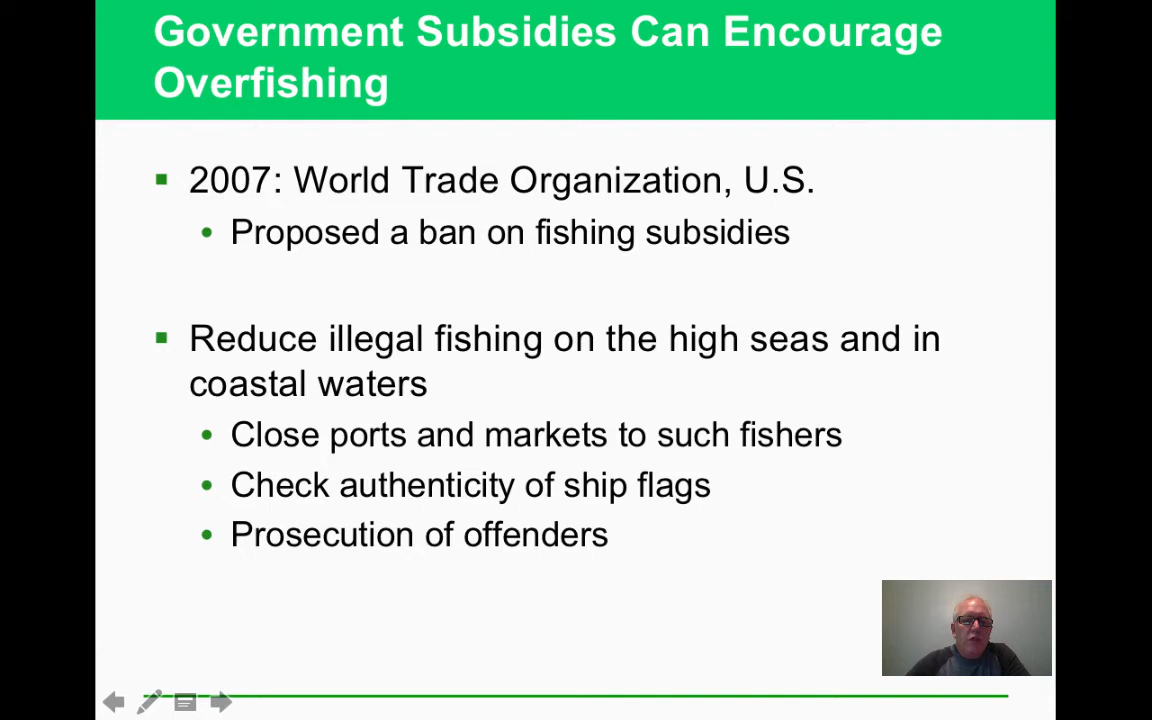 Government Subsidies Can Encourage
Overfishing
2007: World Trade Organization, U.S.
Proposed a ban on fishing subsidies
Reduce illegal fishing on the high seas and in
coastal waters
Close ports and markets to such fishers
Check authenticity of ship flags
Prosecution of offenders